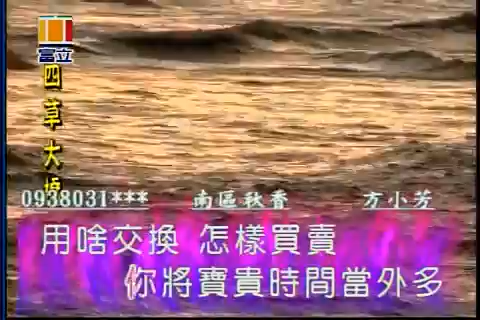 富立
四草大
0938031*** 南區秋香 方小芳
用啥交換 怎樣買賣
你將寶貴時間當外多